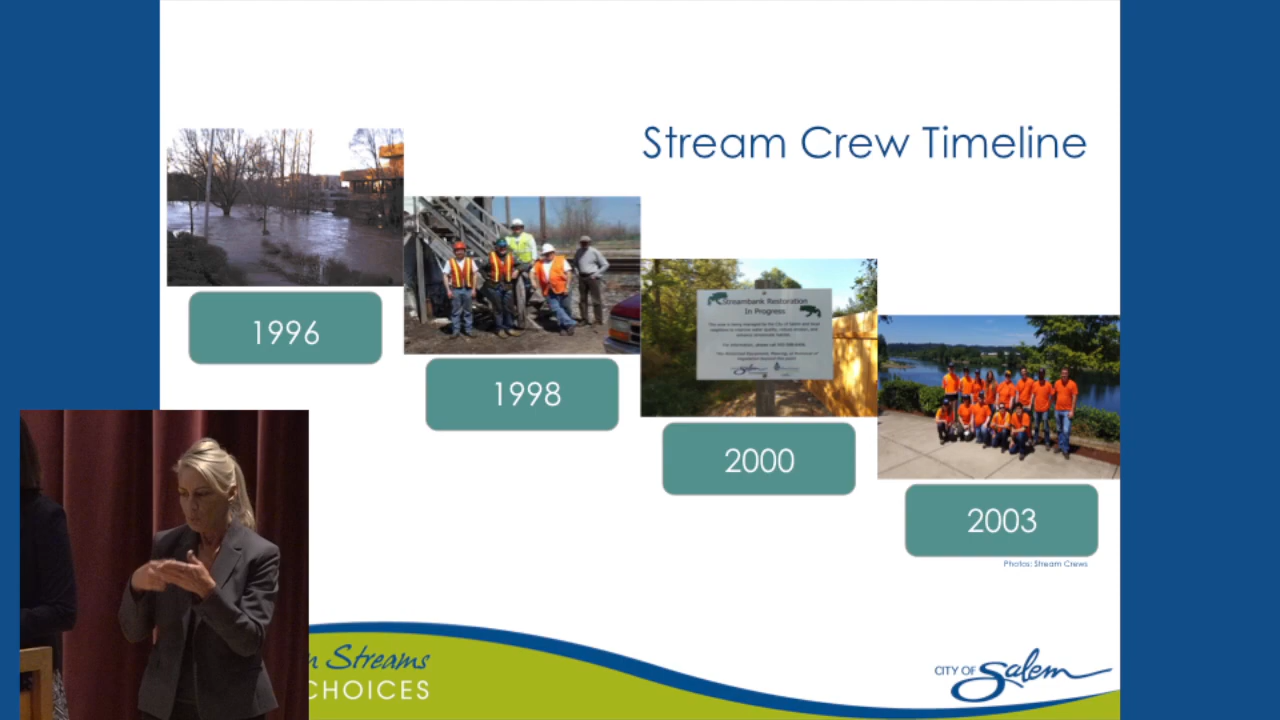 Stream Crew Timeline
1996
1998
Streambank Restoration
In Progress
2000
2003
Photos: Stream Crews
Streams
CHOICES
CITY OF Salem